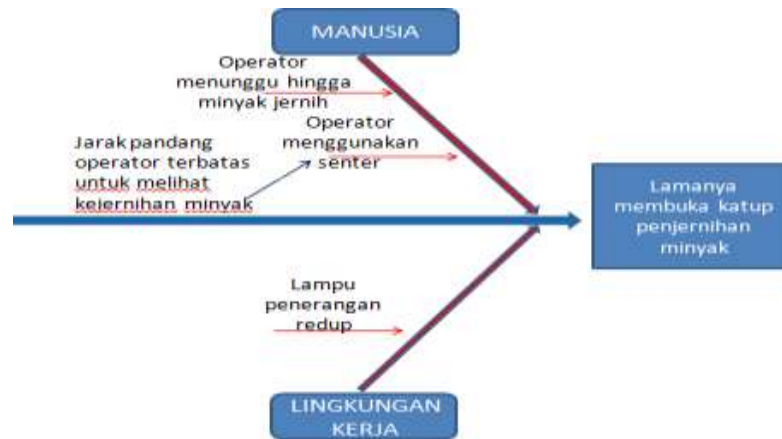 MANUSIA
Operator
menunggu hingga
minyak jernih
Operator
menggunakan
senter
Jarak pandang
operator terbatas
untuk melihat
kejernihan minyak
Lamanya
membuka katup
penjernihan
minyak
Lampu
penerangan
redup
LINGKUNGAN
KERJA